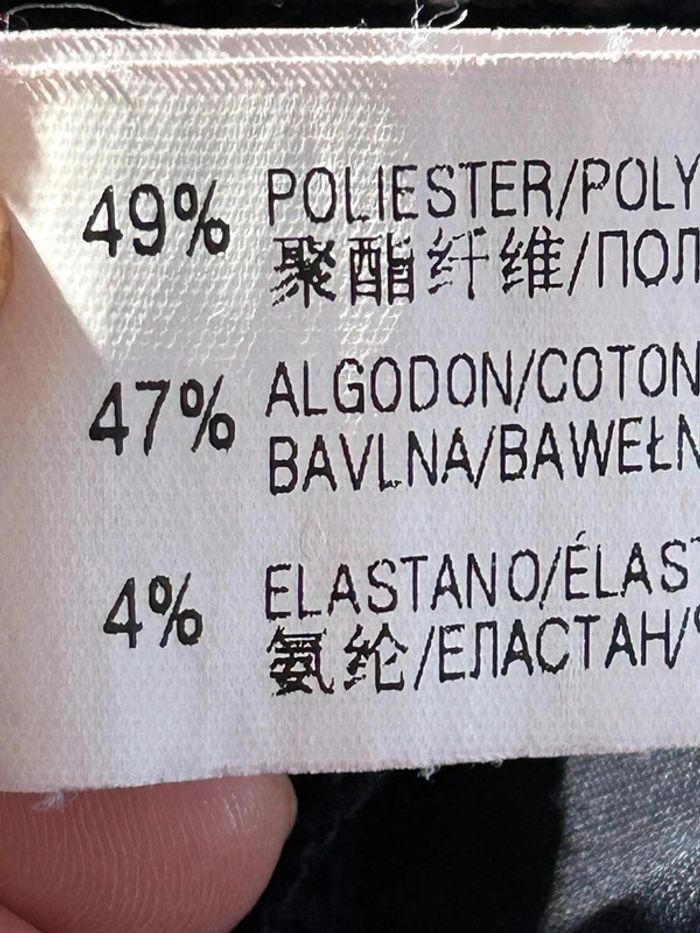 49% POLIESTER/POLY
聚酯纤维/ПОЛ
47% ALGODON/COTON
BAVLNA/BAWEŁN
4% ELASTANO/ÉLAST
氨纶/ЕЛАСТАН/